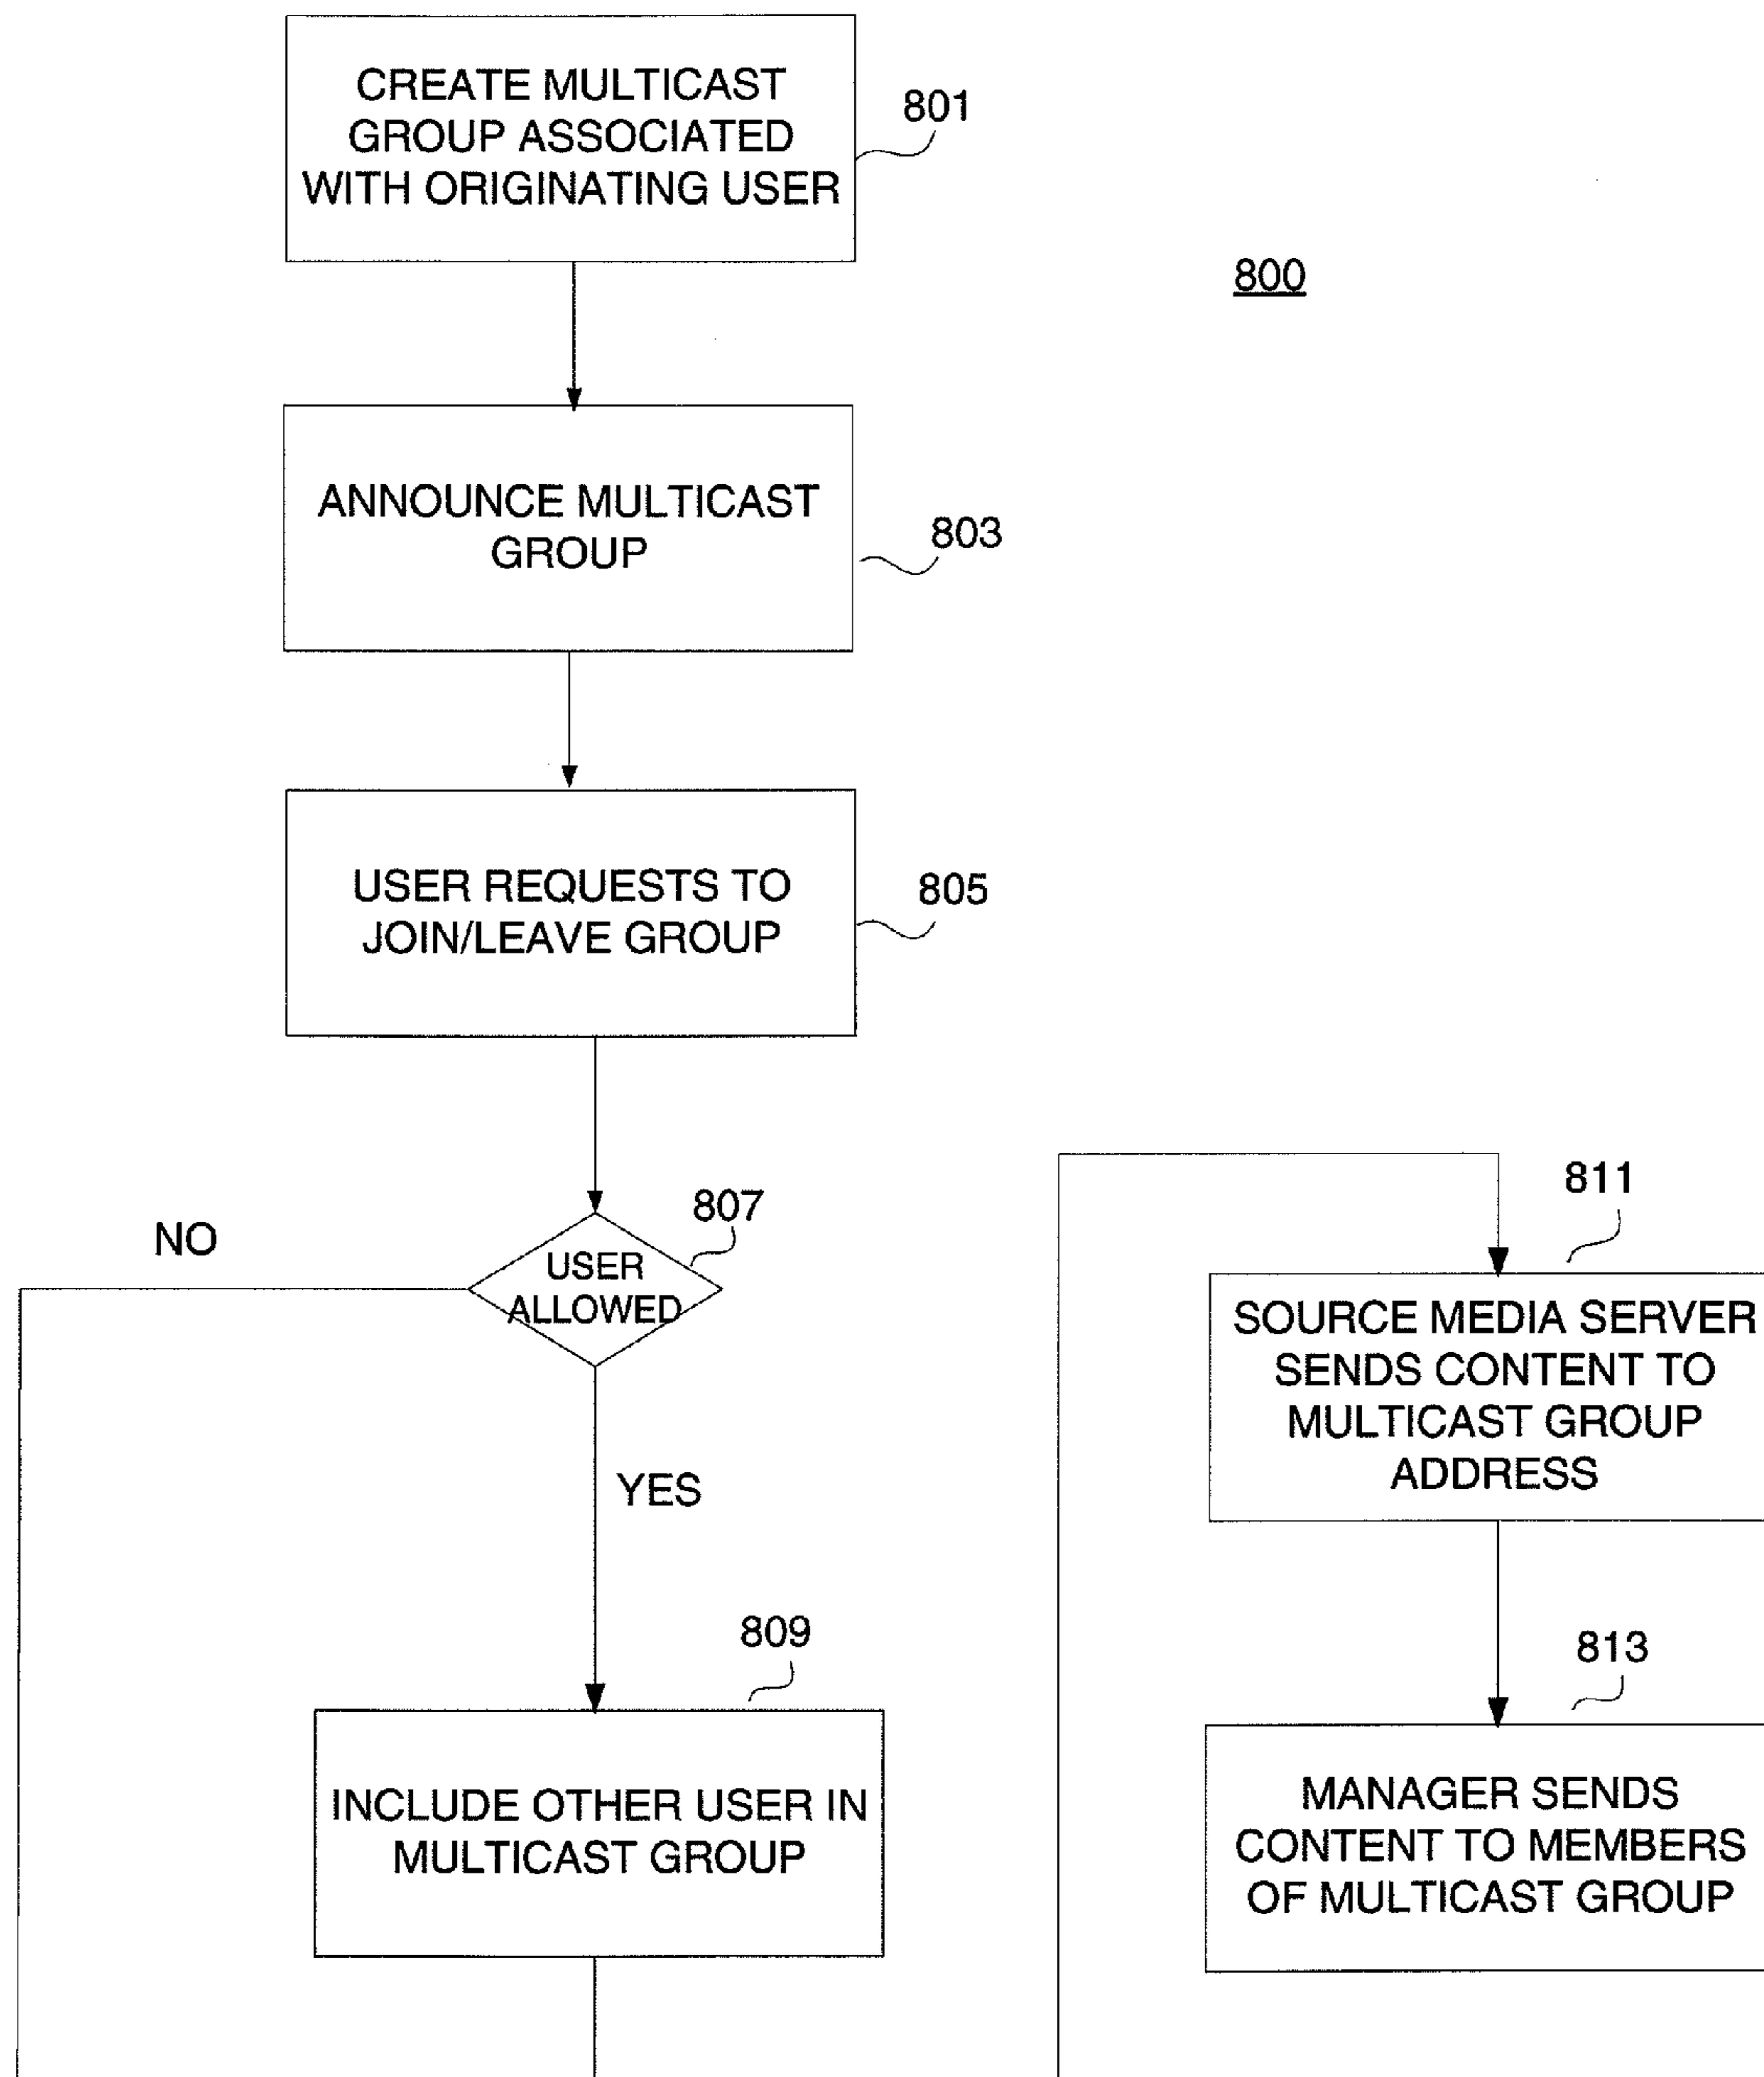 CREATE MULTICAST
GROUP ASSOCIATED
WITH ORIGINATING USER
801
800
ANNOUNCE MULTICAST
GROUP
803
USER REQUESTS TO
JOIN/LEAVE GROUP
805
NO
USER
ALLOWED
807
YES
809
INCLUDE OTHER USER IN
MULTICAST GROUP
811
SOURCE MEDIA SERVER
SENDS CONTENT TO
MULTICAST GROUP
ADDRESS
813
MANAGER SENDS
CONTENT TO MEMBERS
OF MULTICAST GROUP